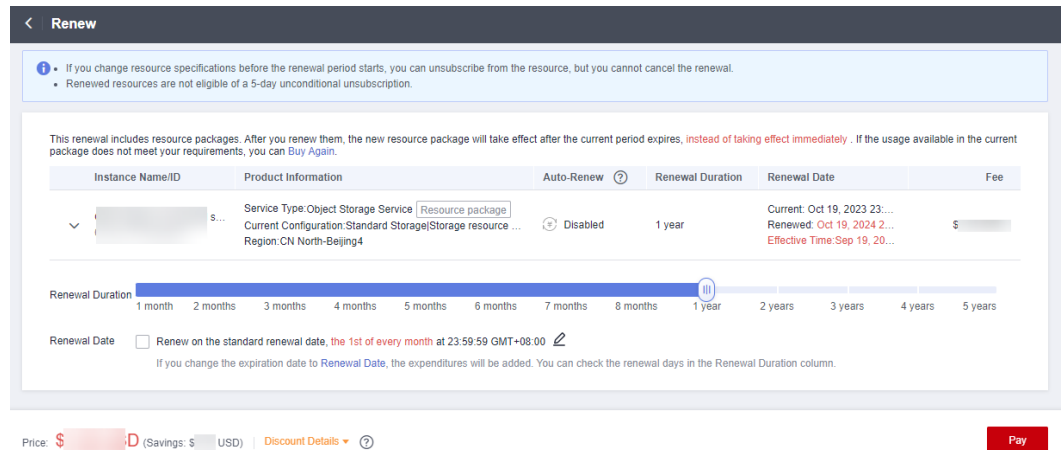 Renew
If you change resource specifications before the renewal period starts, you can unsubscribe from the resource, but you cannot cancel the renewal.
Renewed resources are not eligible of a 5-day unconditional unsubscription.
This renewal includes resource packages. After you renew them, the new resource package will take effect after the current period expires, instead of taking effect immediately . If the usage available in the current
package does not meet your requirements, you can Buy Again.
Instance Name/ID Product Information Auto-Renew ? Renewal Duration Renewal Date Fee
s...
Service Type:Object Storage Service Resource package
Current Configuration:Standard Storage|Storage resource ...
Region:CN North-Beijing4
Disabled
1 year
Current: Oct 19, 2023 23:...
Renewed: Oct 19, 2024 2...
Effective Time:Sep 19, 20...
$
Renewal Duration
1 month 2 months 3 months 4 months 5 months 6 months 7 months 8 months 1 year 2 years 3 years 4 years 5 years
Renewal Date Renew on the standard renewal date, the 1st of every month at 23:59:59 GMT+08:00
If you change the expiration date to Renewal Date, the expenditures will be added. You can check the renewal days in the Renewal Duration column.
Price: $ D (Savings: $ USD) Discount Details ? Pay